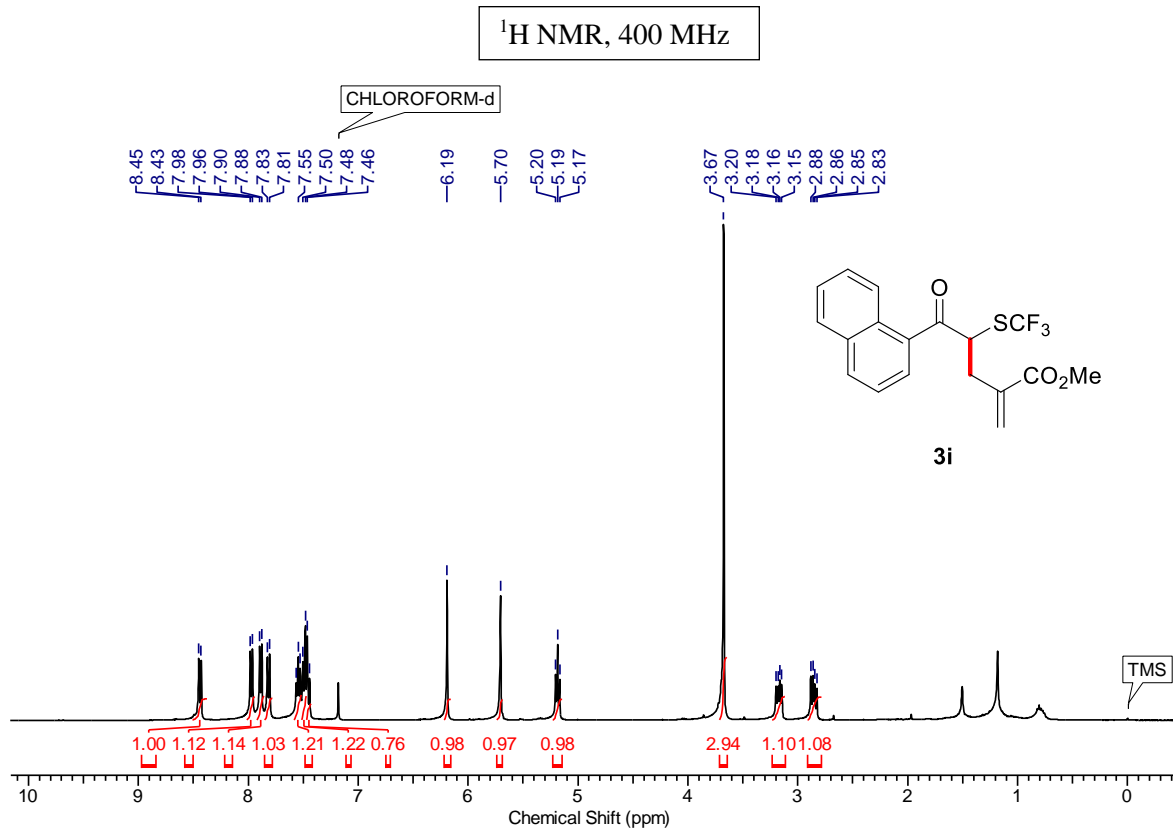 ¹H NMR, 400 MHz
CHLOROFORM-d
8.45 8.43 7.98 7.96 7.90 7.88 7.83 7.81 7.55 7.50 7.48 7.46 6.19 5.70 5.20 5.19 5.17 3.67 3.20 3.18 3.16 3.15 2.88 2.86 2.85 2.83
O
SCF₃
CO₂Me
3i
TMS
1.00 1.12 1.14 1.03 1.21 1.22 0.76 0.98 0.97 0.98 2.94 1.10 1.08
10 9 8 7 6 5 4 3 2 1 0
Chemical Shift (ppm)